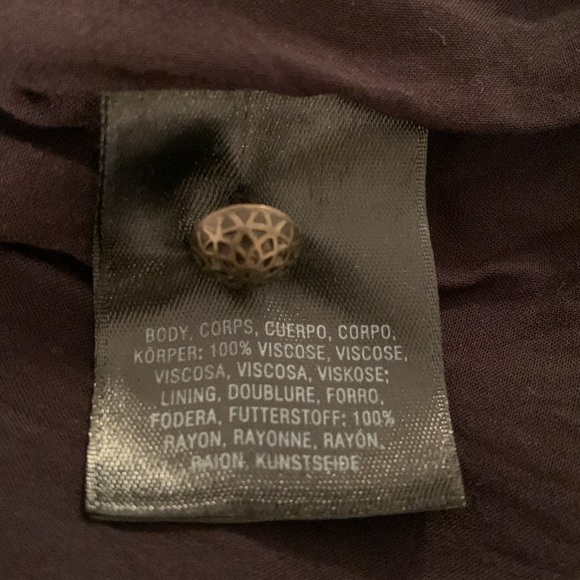 BODY, CORPS, CUERPO, CORPO,
KÖRPER: 100% VISCOSE, VISCOSE,
VISCOSA, VISCOSA, VISKOSE;
LINING, DOUBLURE, FORRO,
FODERA, FUTTERSTOFF: 100%
RAYON, RAYONNE, RAYÓN,
RAION, KUNSTSEIDE